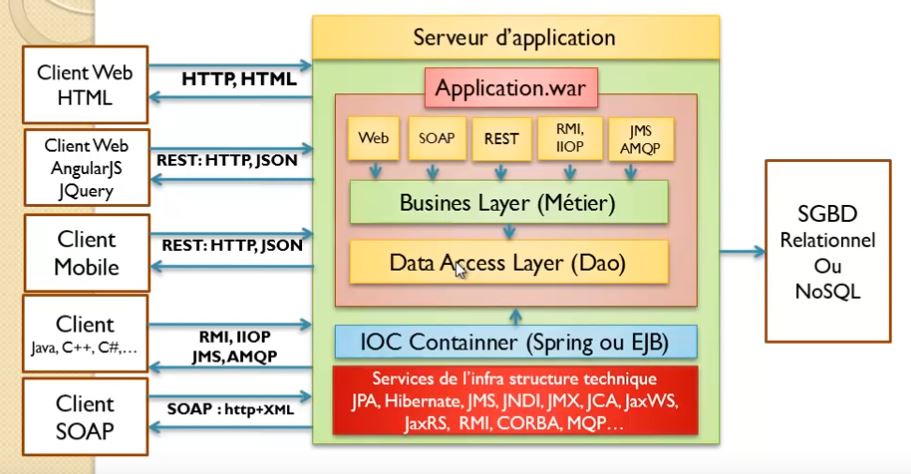 Serveur d'application
Client Web
HTML
HTTP, HTML
Application.war
Client Web
AngularJS
JQuery
REST: HTTP, JSON
Web
SOAP
REST
RMI,
IIOP
JMS
AMQP
Busines Layer (Métier)
Client
Mobile
REST: HTTP, JSON
Data Access Layer (Dao)
SGBD
Relationnel
Ou
NoSQL
Client
Java, C++, C#,...
RMI, IIOP
JMS, AMQP
IOC Containner (Spring ou EJB)
Client
SOAP
SOAP : http+XML
Services de l'infra structure technique
JPA, Hibernate, JMS, JNDI, JMX, JCA, JaxWS,
JaxRS, RMI, CORBA, MQP...